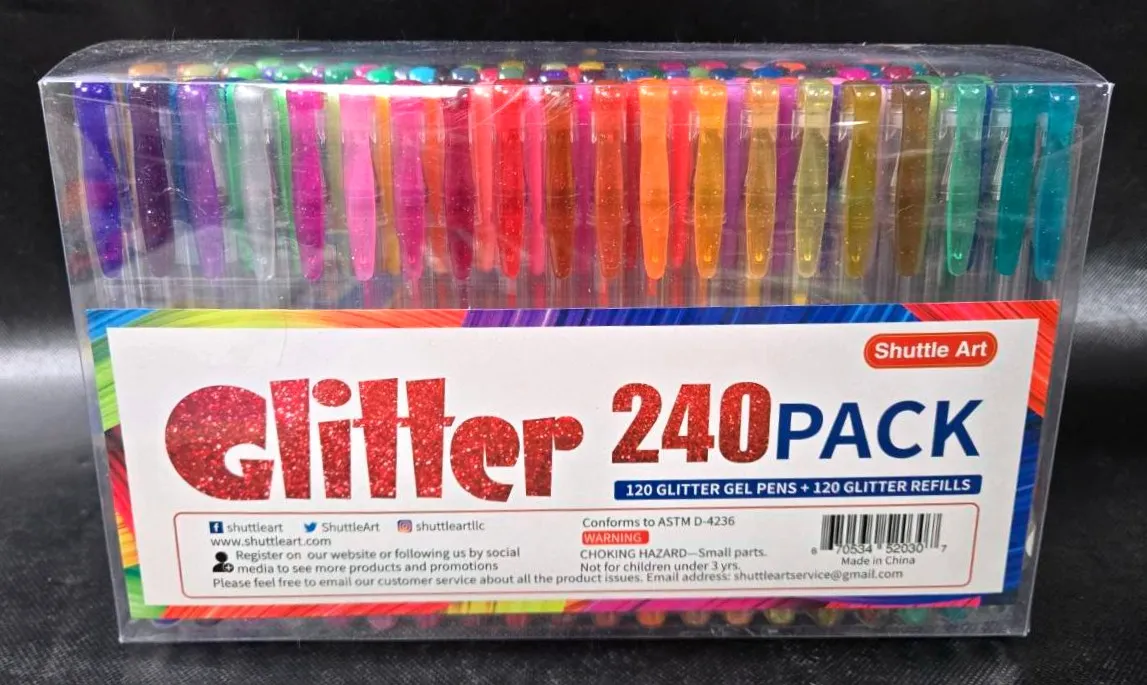 Shuttle Art
Glitter 240 PACK
120 GLITTER GEL PENS + 120 GLITTER REFILLS
shuttleart ShuttleArt shuttleartllc
www.shuttleart.com
Register on our website or following us by social
media to see more products and promotions
Conforms to ASTM D-4236
WARNING
CHOKING HAZARD—Small parts.
Not for children under 3 yrs.
8 70534 52030 7
Made in China
Please feel free to email our customer service about all the product issues. Email address: shuttleartservice@gmail.com